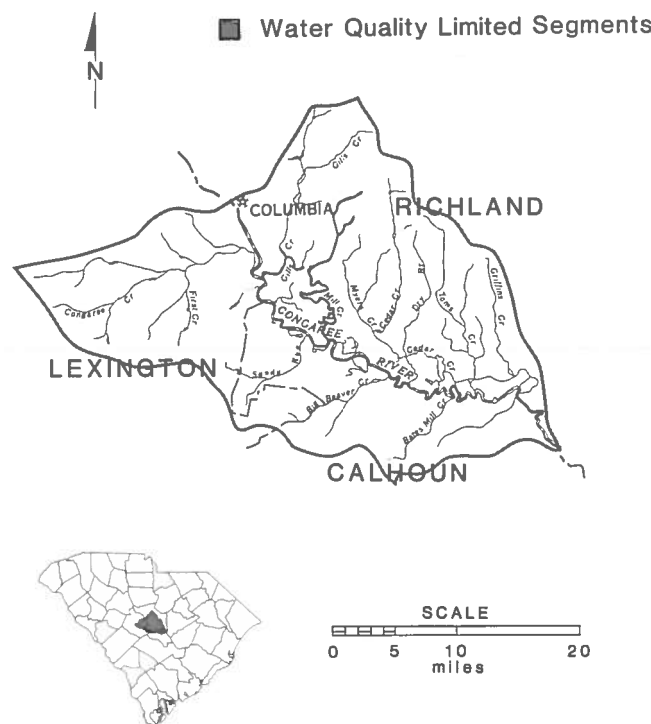 Water Quality Limited Segments
N
Gills Cr
COLUMBIA
RICHLAND
Gills Cr
Congaree Cr
First Cr
Mill Cr
Myers Cr
Cedar Cr
Dry Br
Toms Cr
Griffins Cr
CONGAREE
RIVER
Cedar Cr
LEXINGTON
Sandy Run
Big Beaver Cr
Bates Mill Cr
CALHOUN
SCALE
0 5 10 20
miles